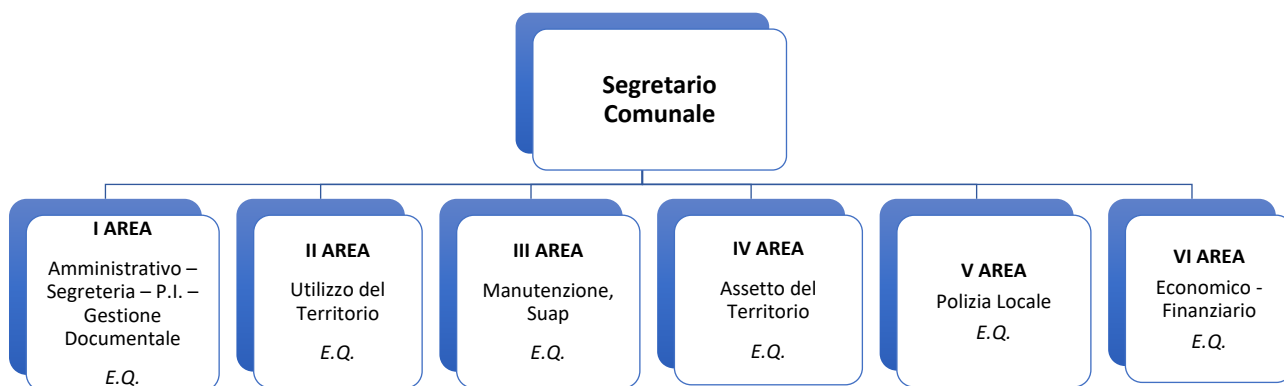 Segretario
Comunale
I AREA
Amministrativo –
Segreteria – P.I. –
Gestione
Documentale
E.Q.
II AREA
Utilizzo del
Territorio
E.Q.
III AREA
Manutenzione,
Suap
E.Q.
IV AREA
Assetto del
Territorio
E.Q.
V AREA
Polizia Locale
E.Q.
VI AREA
Economico -
Finanziario
E.Q.